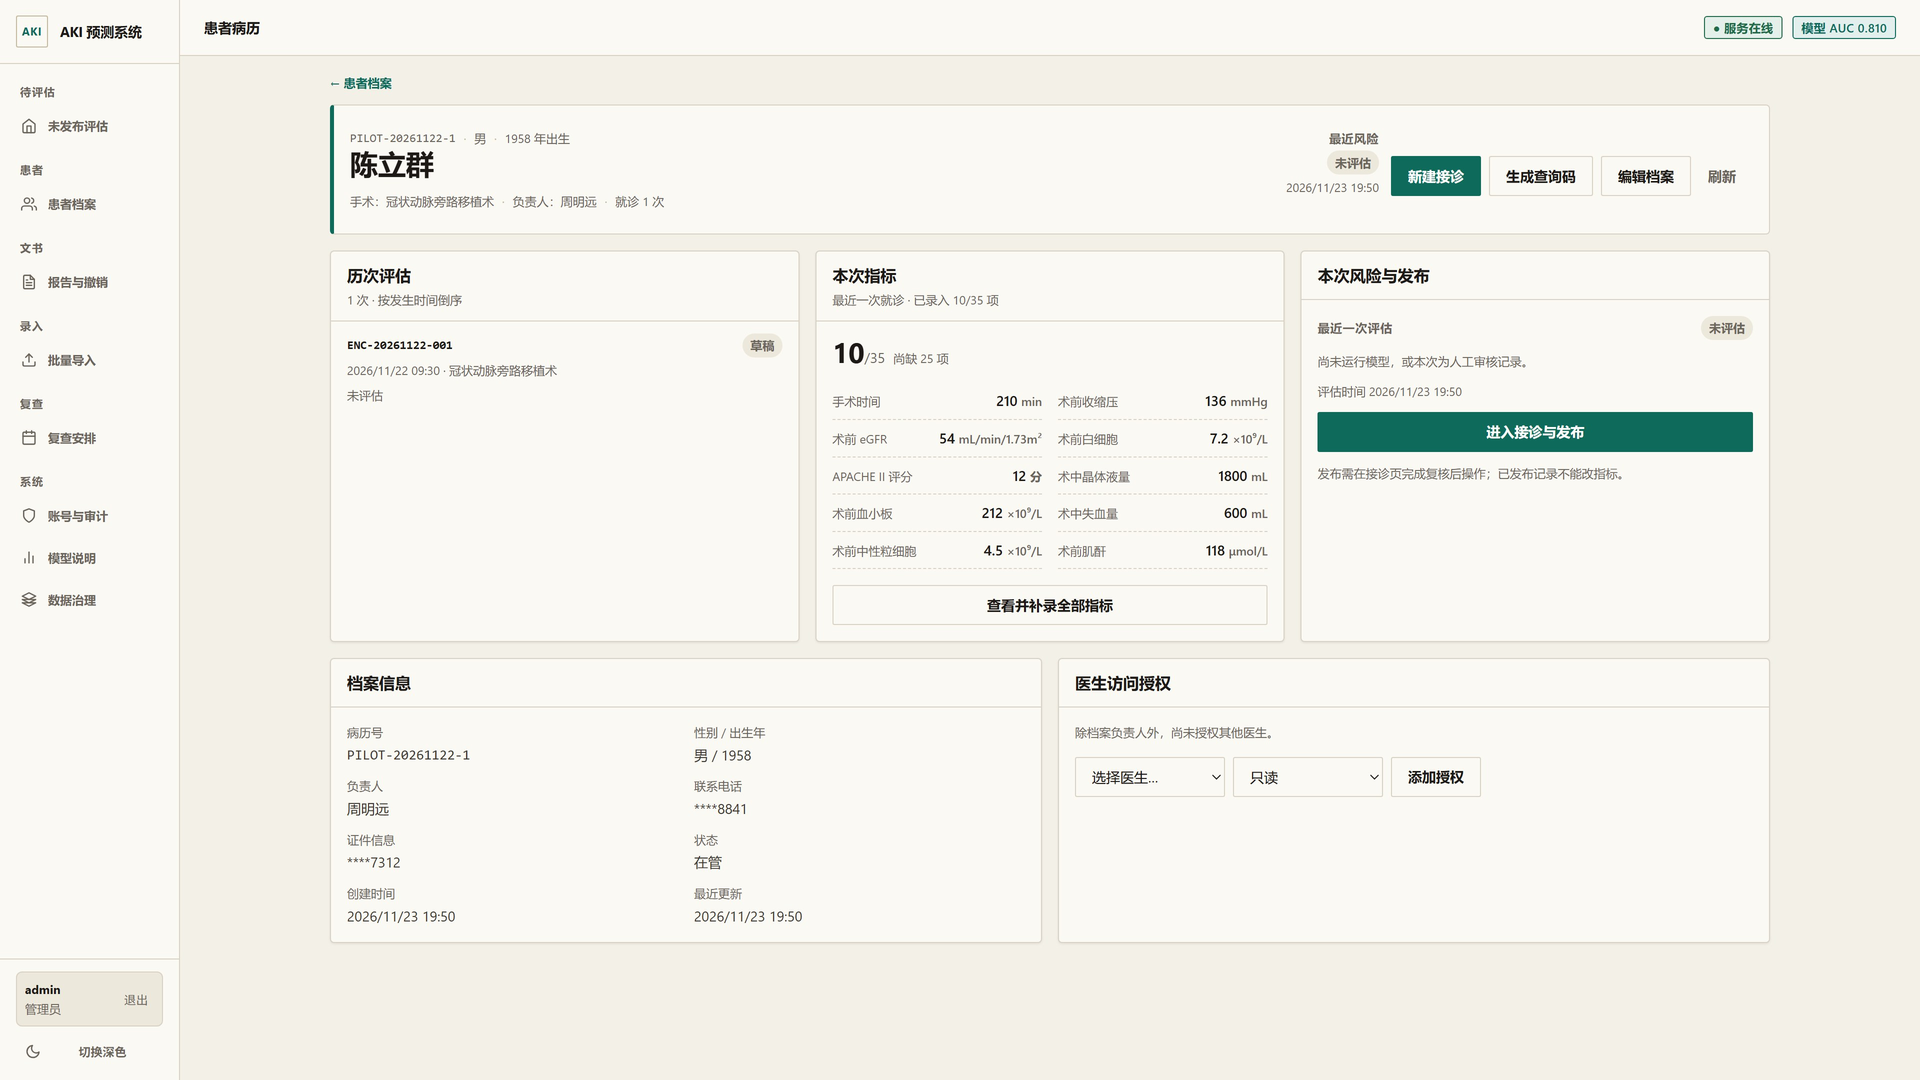 AKI
AKI 预测系统
待评估
未发布评估
患者
患者档案
文书
报告与撤销
录入
批量导入
复查
复查安排
系统
账号与审计
模型说明
数据治理
admin
管理员
退出
切换深色
患者病历
● 服务在线
模型 AUC 0.810
← 患者档案
PILOT-20261122-1 · 男 · 1958 年出生
陈立群
手术：冠状动脉旁路移植术 · 负责人：周明远 · 就诊 1 次
最近风险
未评估
2026/11/23 19:50
新建接诊
生成查询码
编辑档案
刷新
历次评估
1 次 · 按发生时间倒序
ENC-20261122-001
草稿
2026/11/22 09:30 · 冠状动脉旁路移植术
未评估
本次指标
最近一次就诊 · 已录入 10/35 项
10/35 尚缺 25 项
手术时间 210 min
术前收缩压 136 mmHg
术前 eGFR 54 mL/min/1.73m²
术前白细胞 7.2 ×10⁹/L
APACHE II 评分 12 分
术中晶体液量 1800 mL
术前血小板 212 ×10⁹/L
术中失血量 600 mL
术前中性粒细胞 4.5 ×10⁹/L
术前肌酐 118 μmol/L
查看并补录全部指标
本次风险与发布
最近一次评估
未评估
尚未运行模型，或本次为人工审核记录。
评估时间 2026/11/23 19:50
进入接诊与发布
发布需在接诊页完成复核后操作；已发布记录不能改指标。
档案信息
病历号
PILOT-20261122-1
性别 / 出生年
男 / 1958
负责人
周明远
联系电话
****8841
证件信息
****7312
状态
在管
创建时间
2026/11/23 19:50
最近更新
2026/11/23 19:50
医生访问授权
除档案负责人外，尚未授权其他医生。
选择医生...
只读
添加授权